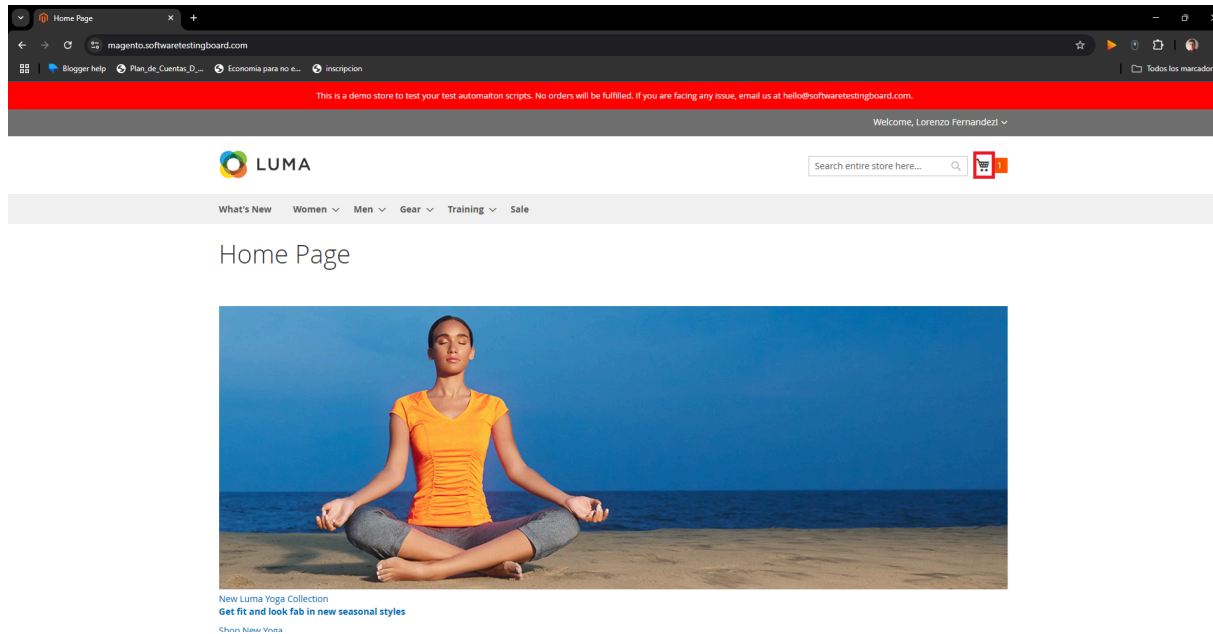 Home Page
magento.softwaretestingboard.com
Blogger help Plan_de_Cuentas_D_... Economia para no e... inscripcion Todos los marcador
This is a demo store to test your test automaiton scripts. No orders will be fulfilled. If you are facing any issue, email us at hello@softwaretestingboard.com.
Welcome, Lorenzo Fernandez!
LUMA Search entire store here... 1
What's New Women Men Gear Training Sale
Home Page
New Luma Yoga Collection
Get fit and look fab in new seasonal styles
Shop New Yoga